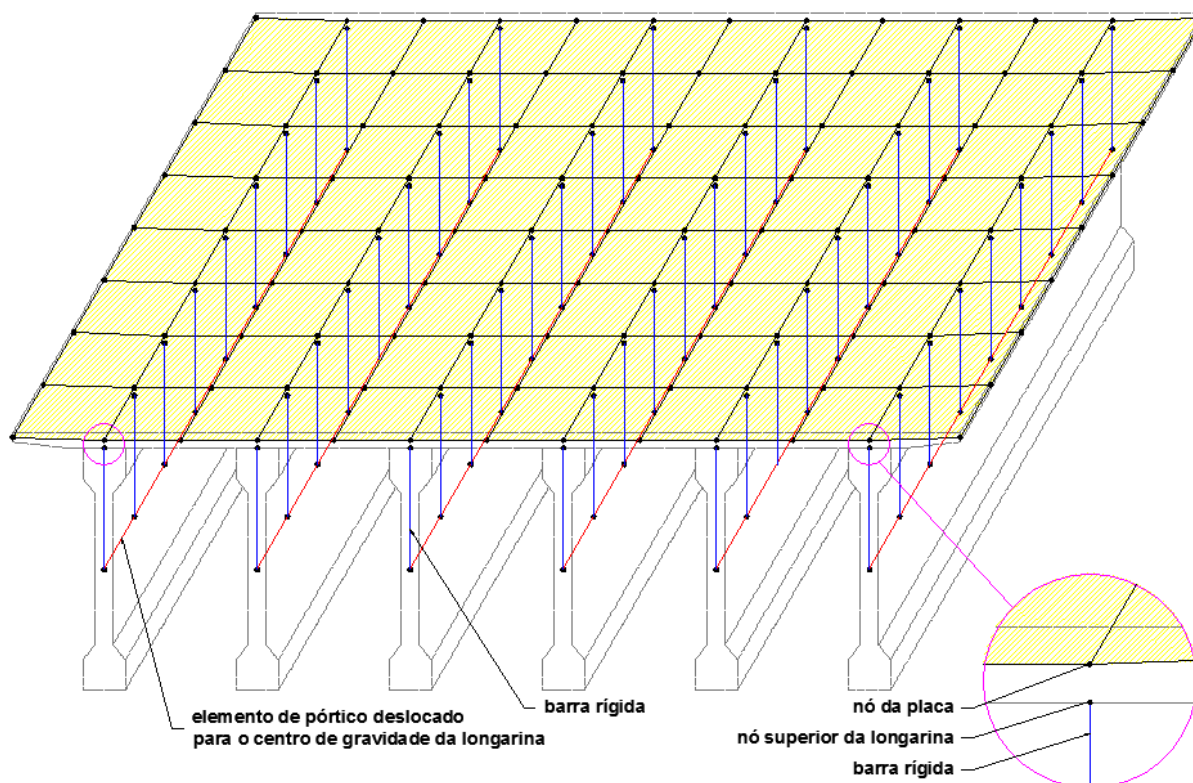 elemento de pórtico deslocado
para o centro de gravidade da longarina
barra rígida
nó da placa
nó superior da longarina
barra rígida